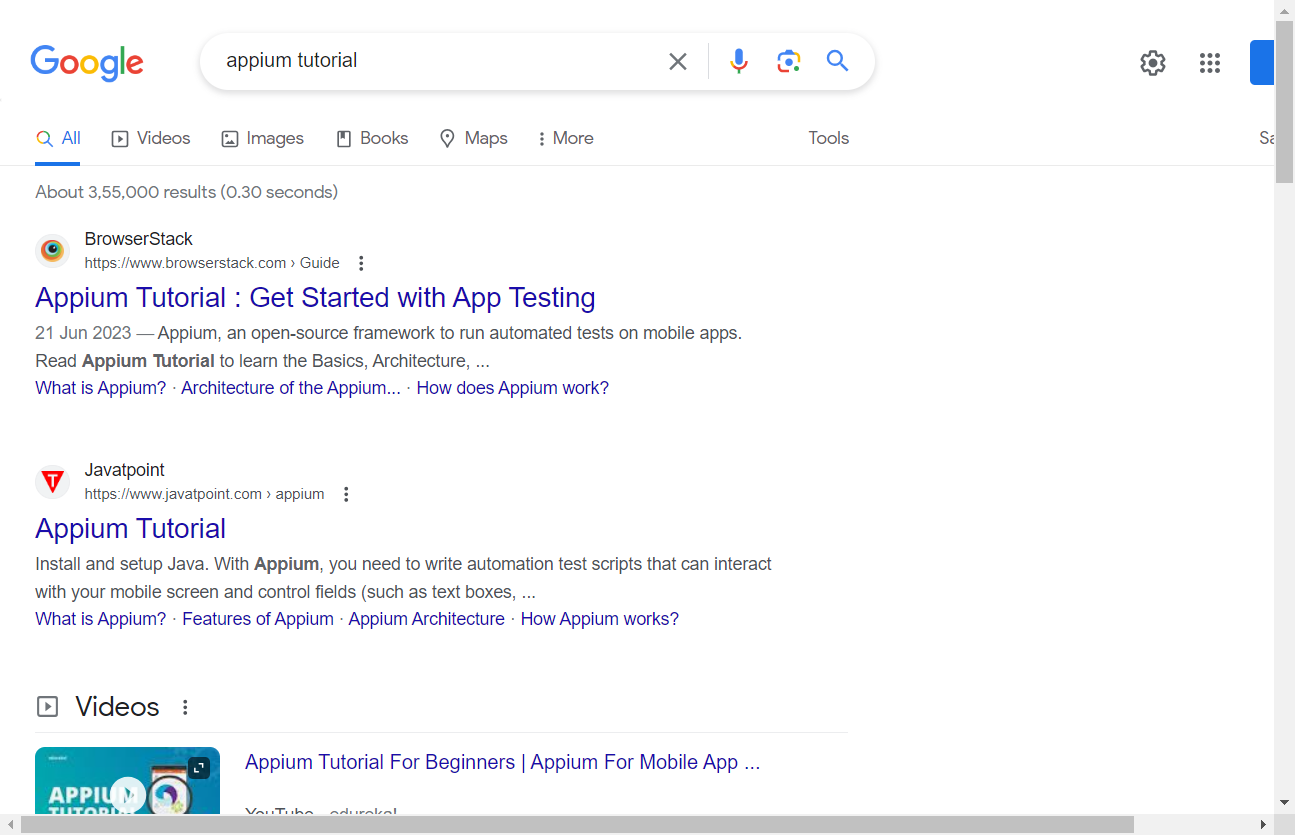 Google
appium tutorial
All
Videos
Images
Books
Maps
More
Tools
About 3,55,000 results (0.30 seconds)
BrowserStack
https://www.browserstack.com › Guide
Appium Tutorial : Get Started with App Testing
21 Jun 2023 — Appium, an open-source framework to run automated tests on mobile apps.
Read Appium Tutorial to learn the Basics, Architecture, ...
What is Appium? · Architecture of the Appium... · How does Appium work?
T
Javatpoint
https://www.javatpoint.com › appium
Appium Tutorial
Install and setup Java. With Appium, you need to write automation test scripts that can interact
with your mobile screen and control fields (such as text boxes, ...
What is Appium? · Features of Appium · Appium Architecture · How Appium works?
Videos
Appium Tutorial For Beginners | Appium For Mobile App ...
APPIUM
TUTORIAL
YouTube · edureka!